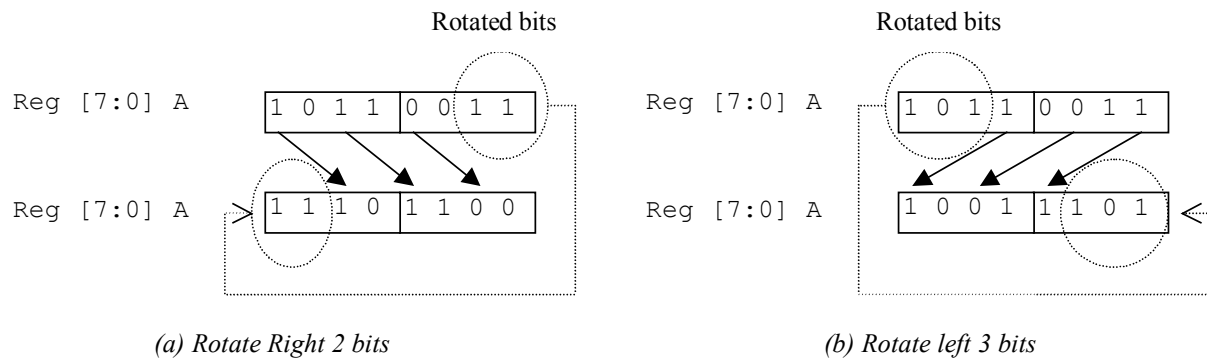 Rotated bits
Reg [7:0] A
1 0 1 1 0 0 1 1
Reg [7:0] A
1 1 1 0 1 1 0 0
(a) Rotate Right 2 bits
Rotated bits
Reg [7:0] A
1 0 1 1 0 0 1 1
Reg [7:0] A
1 0 0 1 1 1 0 1
(b) Rotate left 3 bits